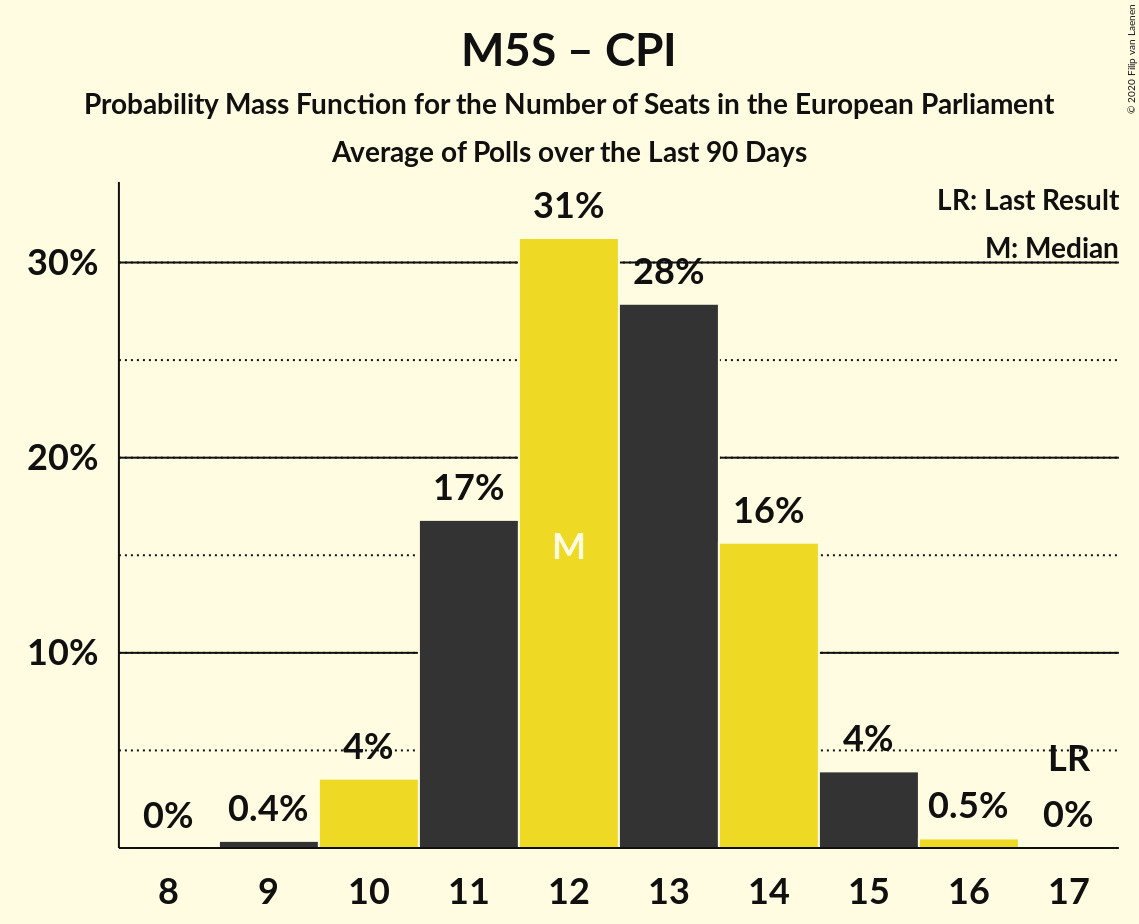 M5S – CPI
Probability Mass Function for the Number of Seats in the European Parliament
Average of Polls over the Last 90 Days
© 2020 Filip van Laenen
LR: Last Result
M: Median
30%
20%
10%
0%
0.4%
4%
17%
31%
M
28%
16%
4%
0.5%
LR
0%
8 9 10 11 12 13 14 15 16 17